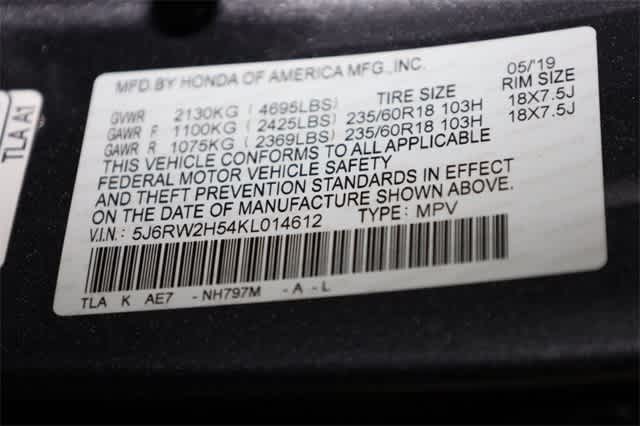 MFD.BY HONDA OF AMERICA MFG.,INC. 05/'19
GVWR 2130KG ( 4695LBS) TIRE SIZE RIM SIZE
GAWR F 1100KG ( 2425LBS) 235/60R18 103H 18X7.5J
GAWR R 1075KG ( 2369LBS) 235/60R18 103H 18X7.5J
THIS VEHICLE CONFORMS TO ALL APPLICABLE
FEDERAL MOTOR VEHICLE SAFETY
AND THEFT PREVENTION STANDARDS IN EFFECT
ON THE DATE OF MANUFACTURE SHOWN ABOVE.
V.I.N.: 5J6RW2H54KL014612 TYPE: MPV
TLA K AE7 - NH797M - A - L
TLA A1